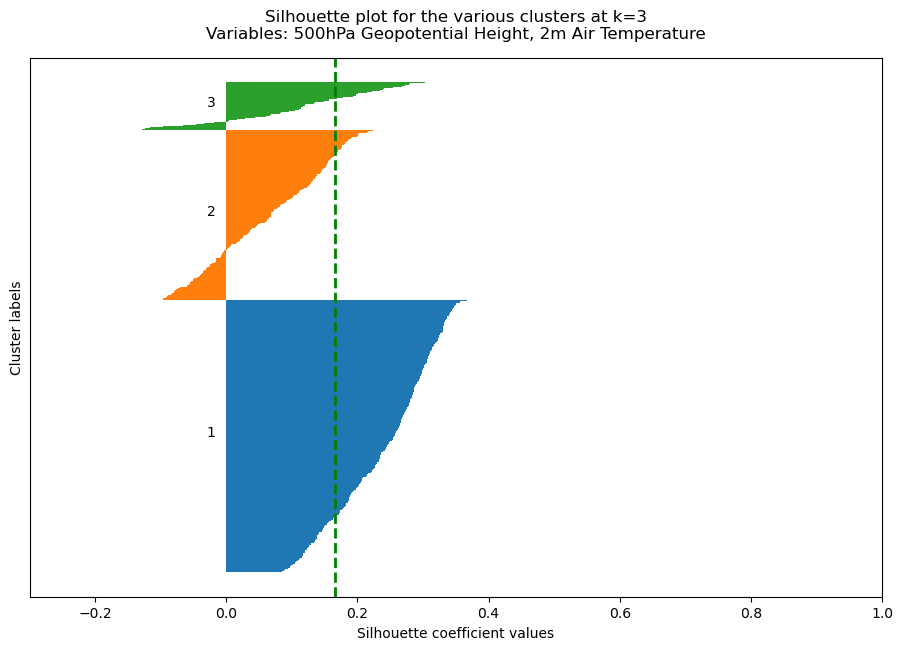 Silhouette plot for the various clusters at k=3
Variables: 500hPa Geopotential Height, 2m Air Temperature
3
2
1
Cluster labels
−0.2 0.0 0.2 0.4 0.6 0.8 1.0
Silhouette coefficient values